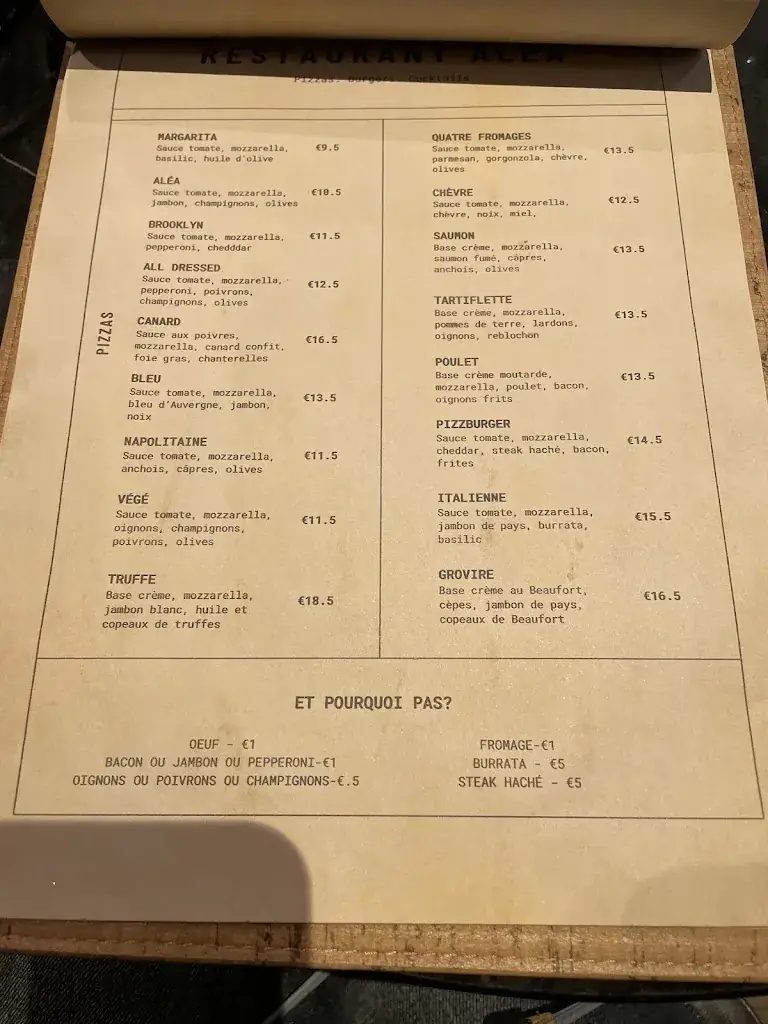 RESTAURANT ALÉA
Pizzas. Burgers. Cocktails
PIZZAS
MARGARITA
Sauce tomate, mozzarella, €9.5
basilic, huile d'olive
ALÉA
Sauce tomate, mozzarella, €10.5
jambon, champignons, olives
BROOKLYN
Sauce tomate, mozzarella, €11.5
pepperoni, chedddar
ALL DRESSED
Sauce tomate, mozzarella, €12.5
pepperoni, poivrons,
champignons, olives
CANARD
Sauce aux poivres, €16.5
mozzarella, canard confit,
foie gras, chanterelles
BLEU
Sauce tomate, mozzarella, €13.5
bleu d'Auvergne, jambon,
noix
NAPOLITAINE
Sauce tomate, mozzarella, €11.5
anchois, câpres, olives
VÉGÉ
Sauce tomate, mozzarella, €11.5
oignons, champignons,
poivrons, olives
TRUFFE
Base crème, mozzarella, €18.5
jambon blanc, huile et
copeaux de truffes
QUATRE FROMAGES
Sauce tomate, mozzarella, €13.5
parmesan, gorgonzola, chèvre,
olives
CHÈVRE
Sauce tomate, mozzarella, €12.5
chèvre, noix, miel,
SAUMON
Base crème, mozzarella, €13.5
saumon fumé, câpres,
anchois, olives
TARTIFLETTE
Base crème, mozzarella, €13.5
pommes de terre, lardons,
oignons, reblochon
POULET
Base crème moutarde, €13.5
mozzarella, poulet, bacon,
oignons frits
PIZZBURGER
Sauce tomate, mozzarella, €14.5
cheddar, steak haché, bacon,
frites
ITALIENNE
Sauce tomate, mozzarella, €15.5
jambon de pays, burrata,
basilic
GROVIRE
Base crème au Beaufort, €16.5
cèpes, jambon de pays,
copeaux de Beaufort
ET POURQUOI PAS?
OEUF - €1
BACON OU JAMBON OU PEPPERONI-€1
OIGNONS OU POIVRONS OU CHAMPIGNONS-€.5
FROMAGE-€1
BURRATA - €5
STEAK HACHÉ - €5